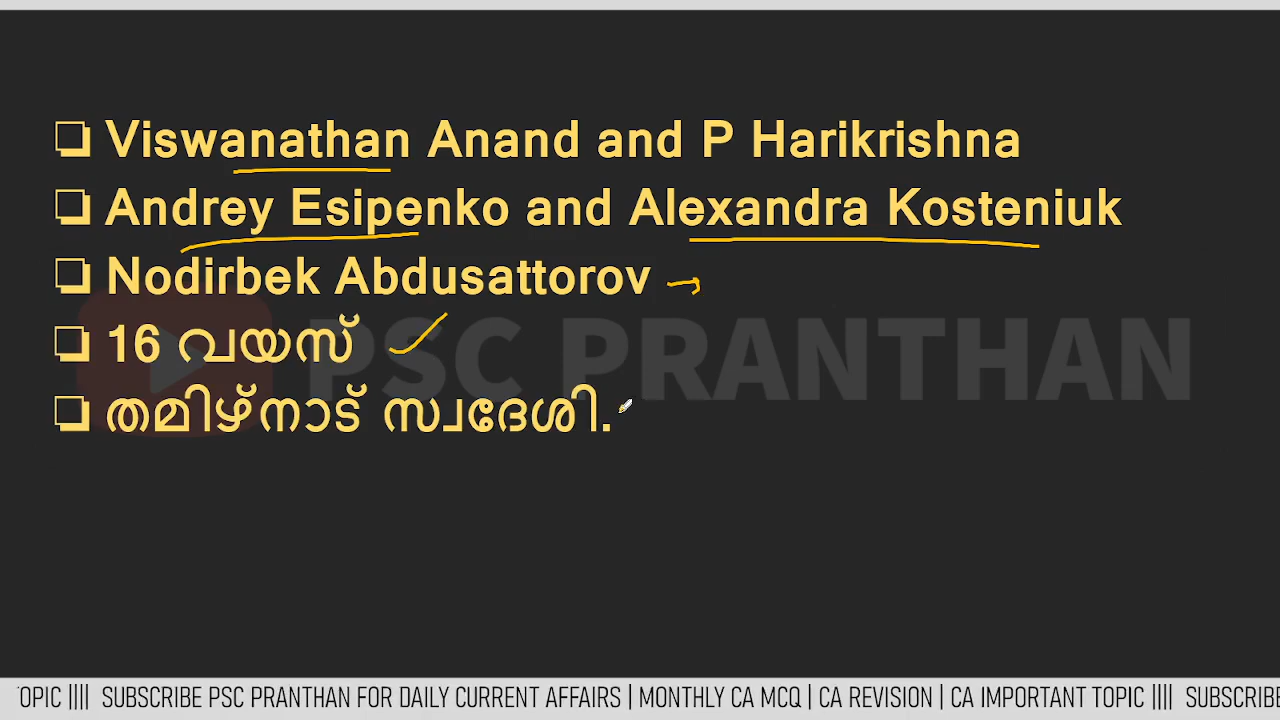 ❑ Viswanathan Anand and P Harikrishna
❑ Andrey Esipenko and Alexandra Kosteniuk
❑ Nodirbek Abdusattorov
❑ 16 വയസ്
❑ തമിഴ്നാട് സ്വദേശി.
PSC PRANTHAN
OPIC |||| SUBSCRIBE PSC PRANTHAN FOR DAILY CURRENT AFFAIRS | MONTHLY CA MCQ | CA REVISION | CA IMPORTANT TOPIC |||| SUBSCRIBE